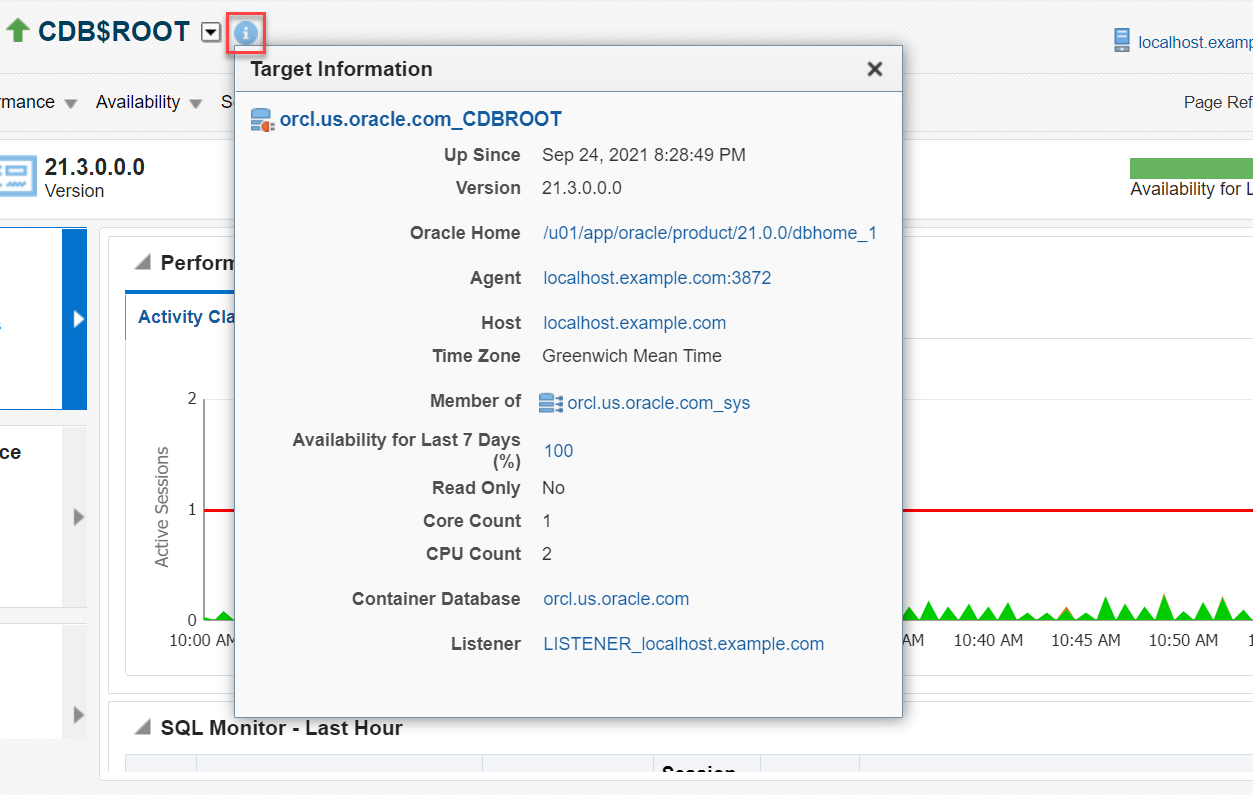 CDB$ROOT
localhost.examp
Target Information
rmance Availability S
Page Ref
orcl.us.oracle.com_CDBROOT
Up Since Sep 24, 2021 8:28:49 PM
Version 21.3.0.0.0
21.3.0.0.0
Version
Availability for L
Oracle Home /u01/app/oracle/product/21.0.0/dbhome_1
Agent localhost.example.com:3872
Host localhost.example.com
Time Zone Greenwich Mean Time
Member of orcl.us.oracle.com_sys
Availability for Last 7 Days
(%) 100
Read Only No
Core Count 1
CPU Count 2
Container Database orcl.us.oracle.com
Listener LISTENER_localhost.example.com
ce
Perform
Activity Cla
Active Sessions
2
1
0
10:00 AM AM 10:40 AM 10:45 AM 10:50 AM 1
SQL Monitor - Last Hour
Session